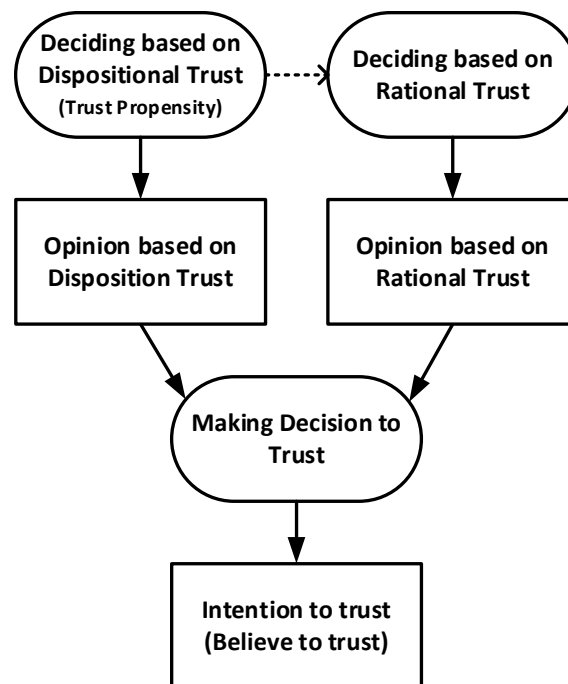 Deciding based on
Dispositional Trust
(Trust Propensity)
Deciding based on
Rational Trust
Opinion based on
Disposition Trust
Opinion based on
Rational Trust
Making Decision to
Trust
Intention to trust
(Believe to trust)